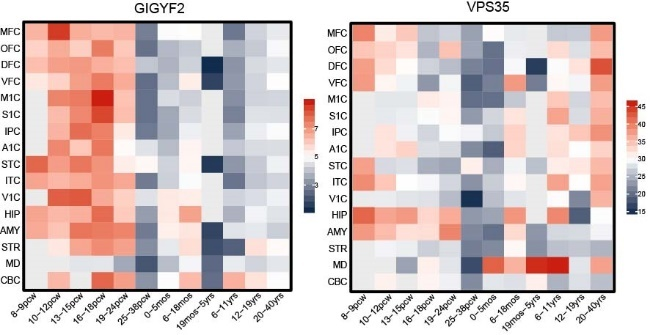 GIGYF2
VPS35
MFC
OFC
DFC
VFC
M1C
S1C
IPC
A1C
STC
ITC
V1C
HIP
AMY
STR
MD
CBC
8-9pcw
10-12pcw
13-15pcw
16-18pcw
19-24pcw
25-38pcw
0-5mos
6-18mos
19mos-5yrs
6-11yrs
12-19yrs
20-40yrs
7
5
3
MFC
OFC
DFC
VFC
M1C
S1C
IPC
A1C
STC
ITC
V1C
HIP
AMY
STR
MD
CBC
8-9pcw
10-12pcw
13-15pcw
16-18pcw
19-24pcw
25-38pcw
0-5mos
6-18mos
19mos-5yrs
6-11yrs
12-19yrs
20-40yrs
45
40
35
30
25
20
15